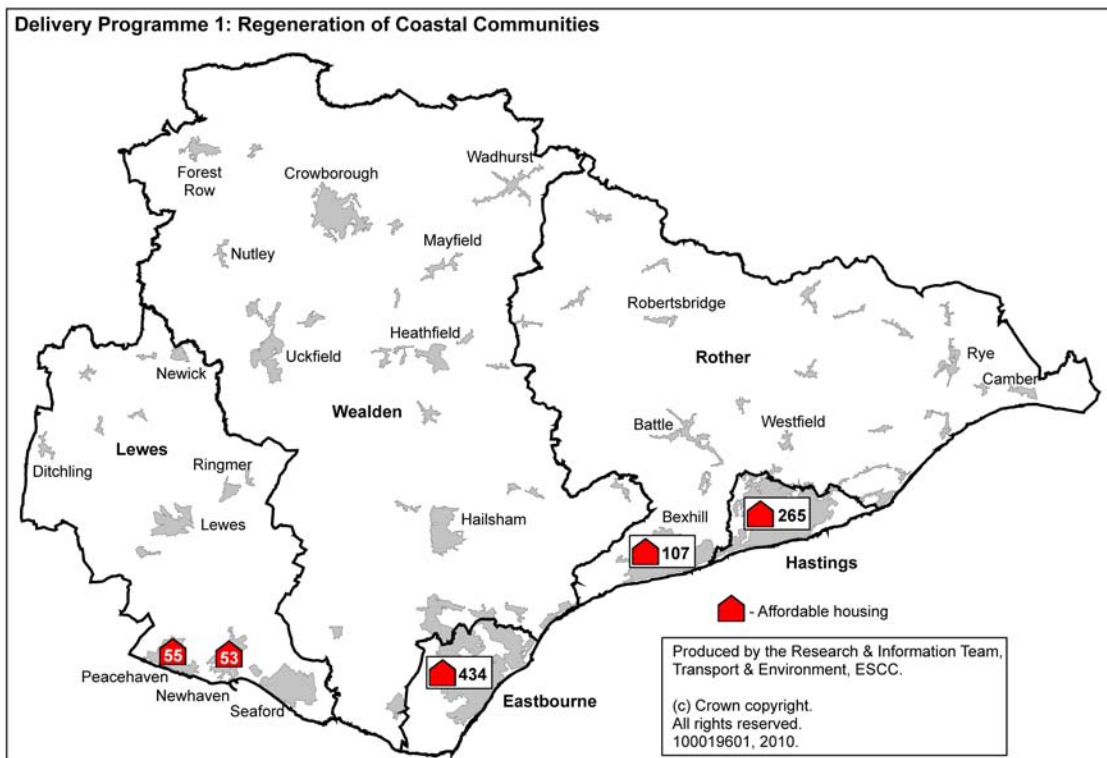 Delivery Programme 1: Regeneration of Coastal Communities
Forest
Row
Crowborough
Wadhurst
Nutley
Mayfield
Robertsbridge
Uckfield
Heathfield
Newick
Rother
Rye
Camber
Wealden
Battle
Westfield
Lewes
Ditchling
Ringmer
Lewes
Hailsham
Bexhill
265
107
Hastings
- Affordable housing
55
53
Peacehaven
Newhaven
Seaford
434
Eastbourne
Produced by the Research & Information Team,
Transport & Environment, ESCC.
(c) Crown copyright.
All rights reserved.
100019601, 2010.